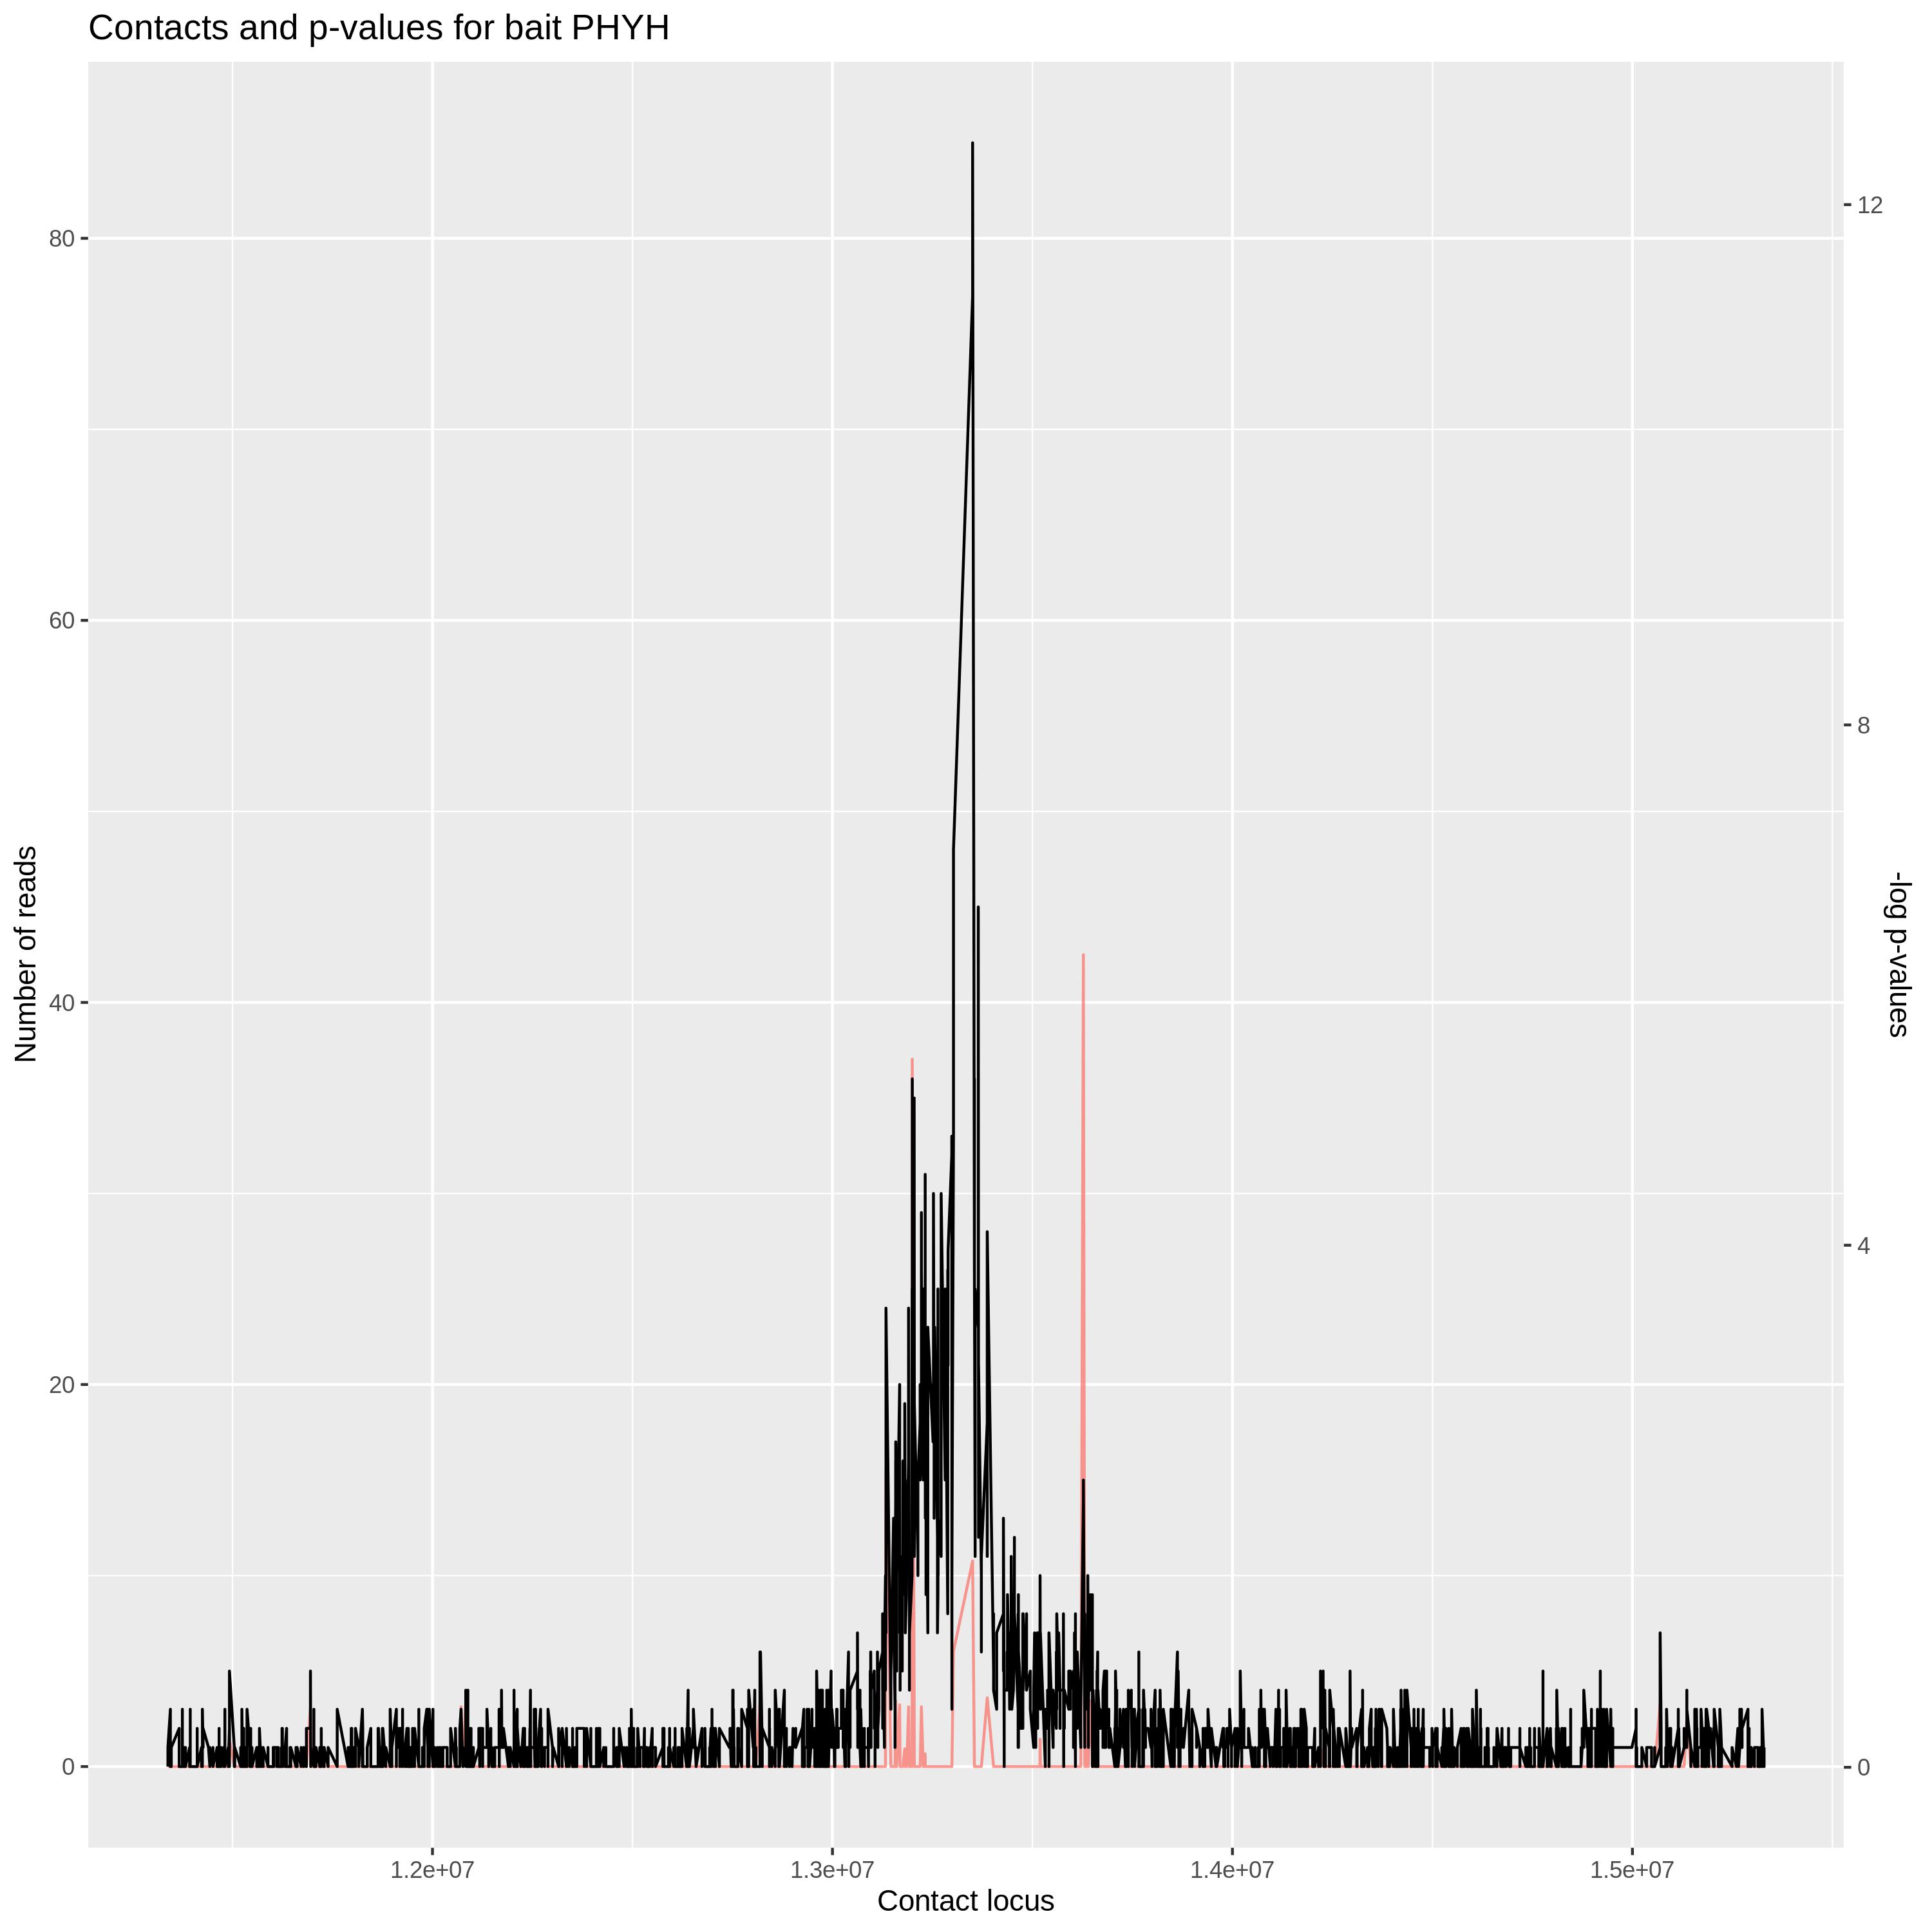 Contacts and p-values for bait PHYH
80
60
40
20
0
Number of reads
12
8
4
0
-log p-values
1.2e+07
1.3e+07
1.4e+07
1.5e+07
Contact locus